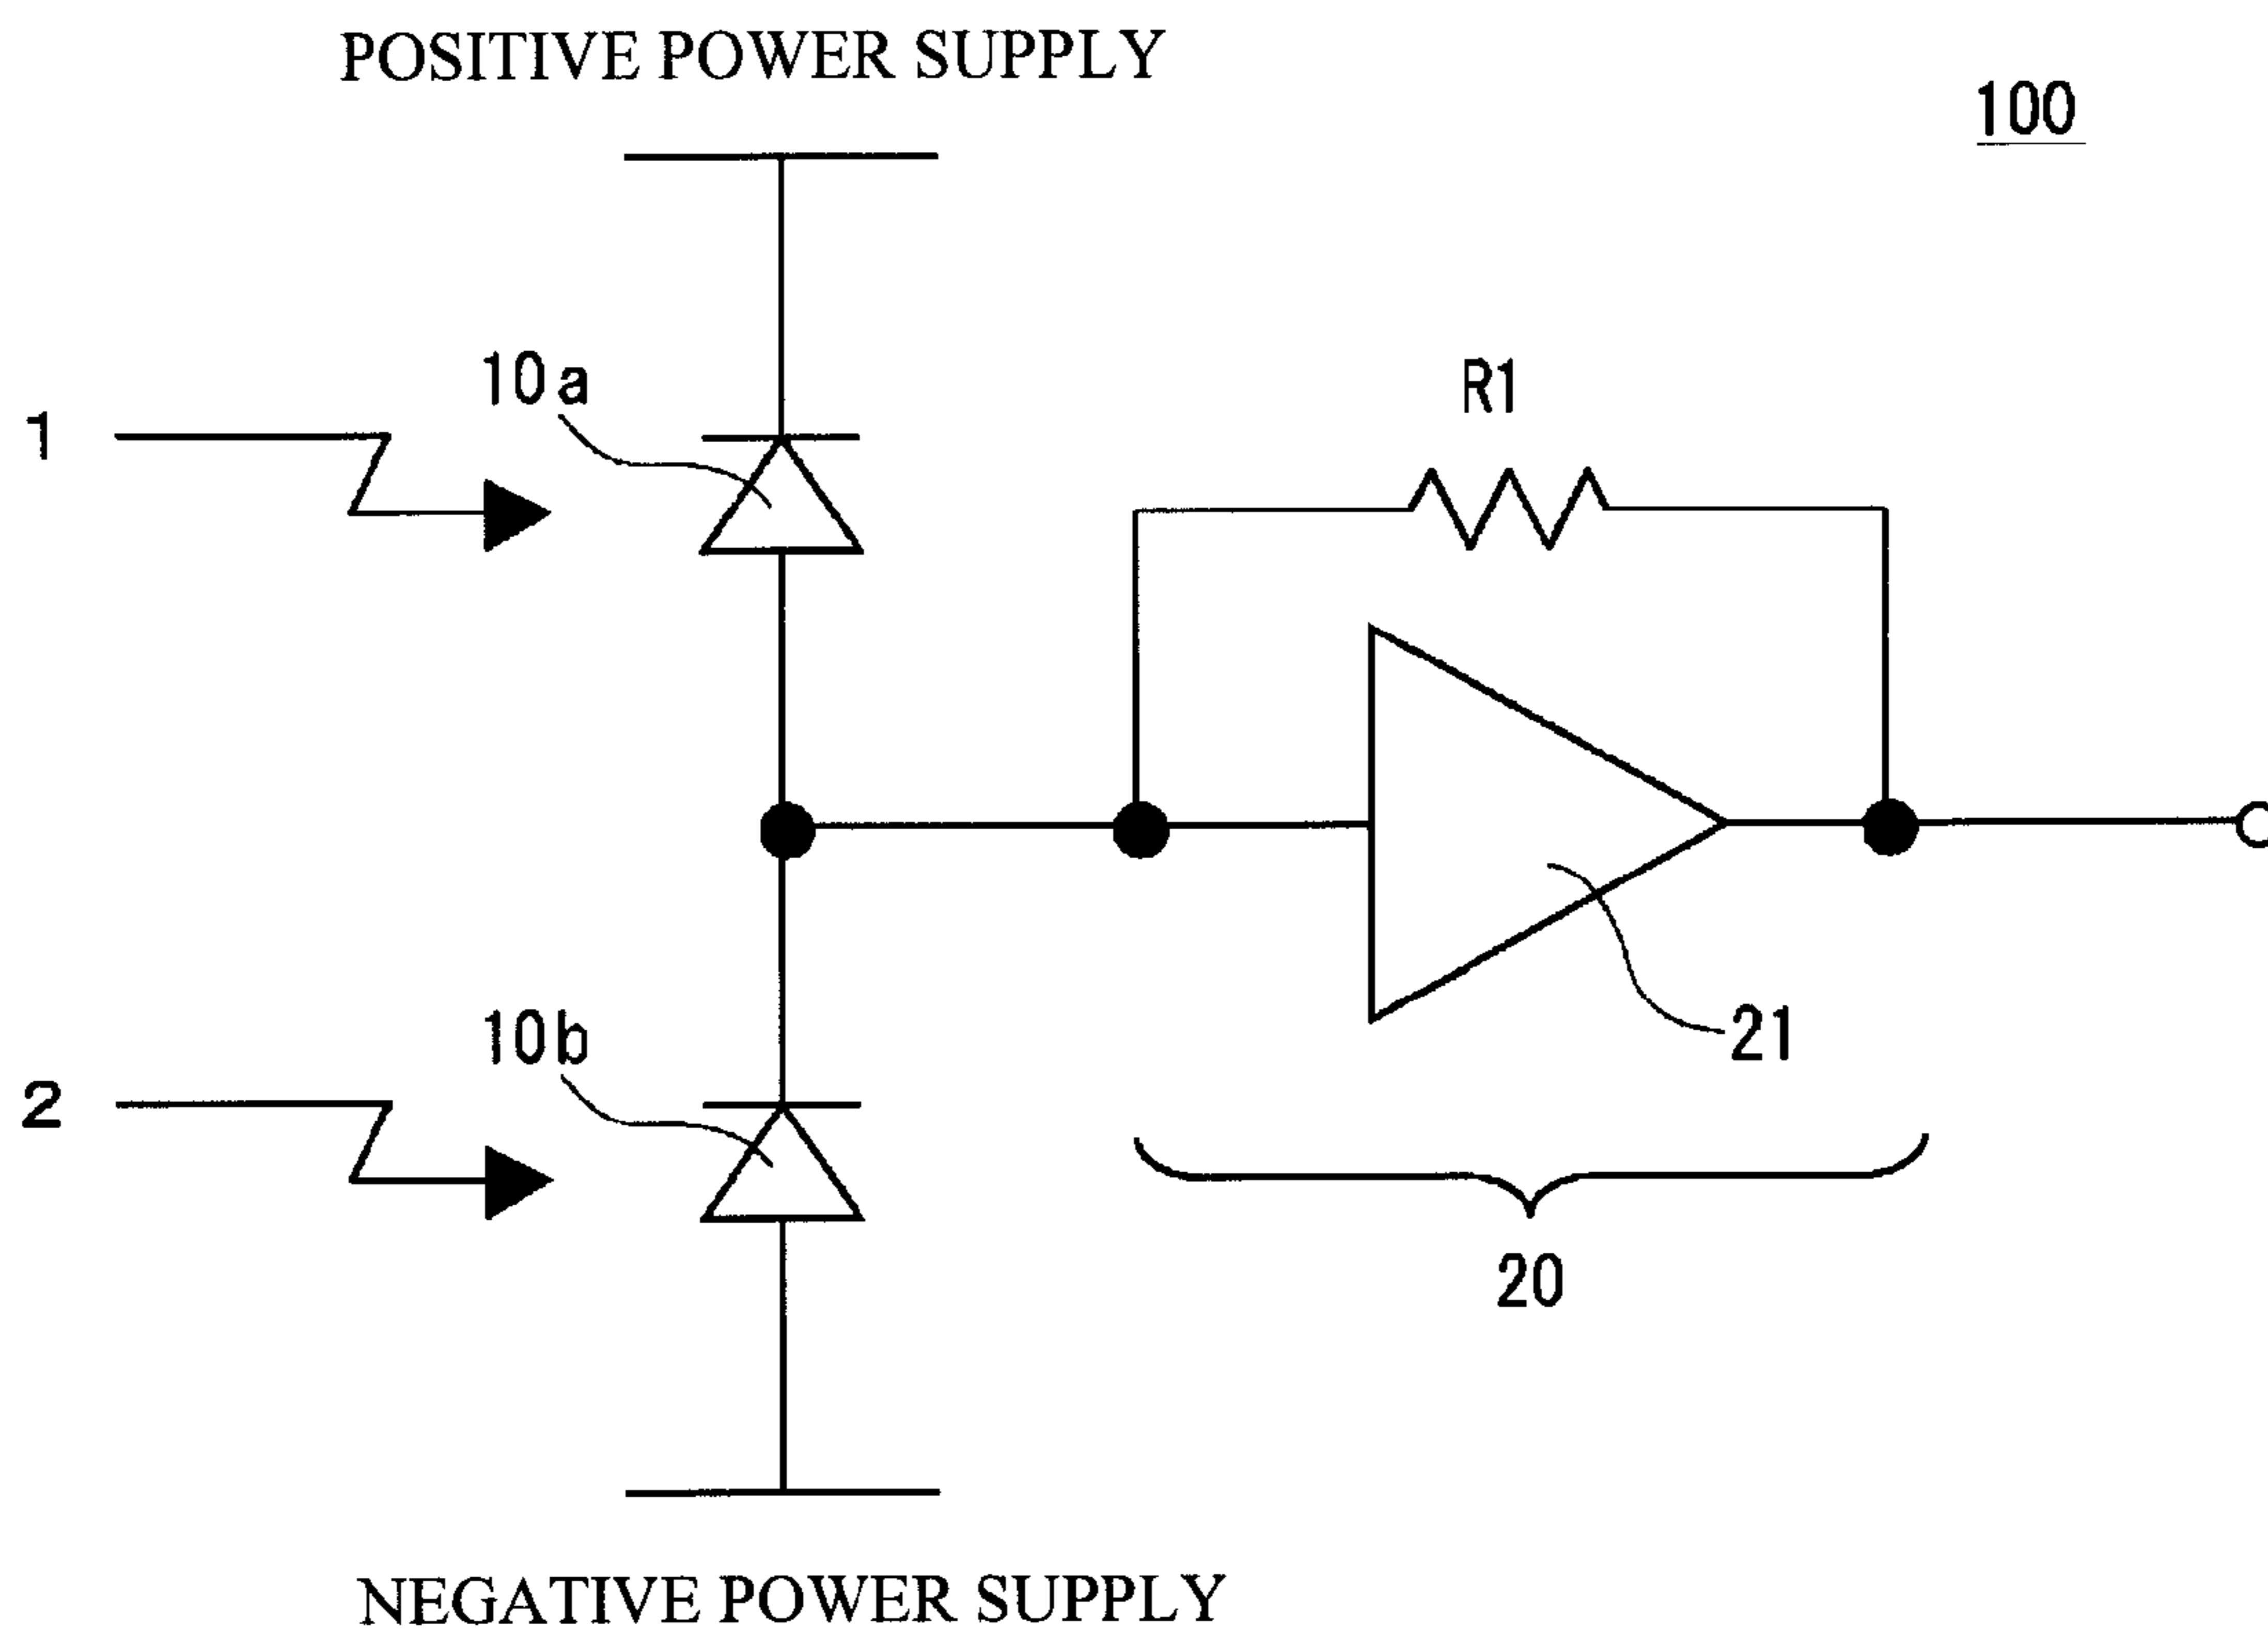 POSITIVE POWER SUPPLY
100
10a
R1
1
10b
21
2
20
NEGATIVE POWER SUPPLY